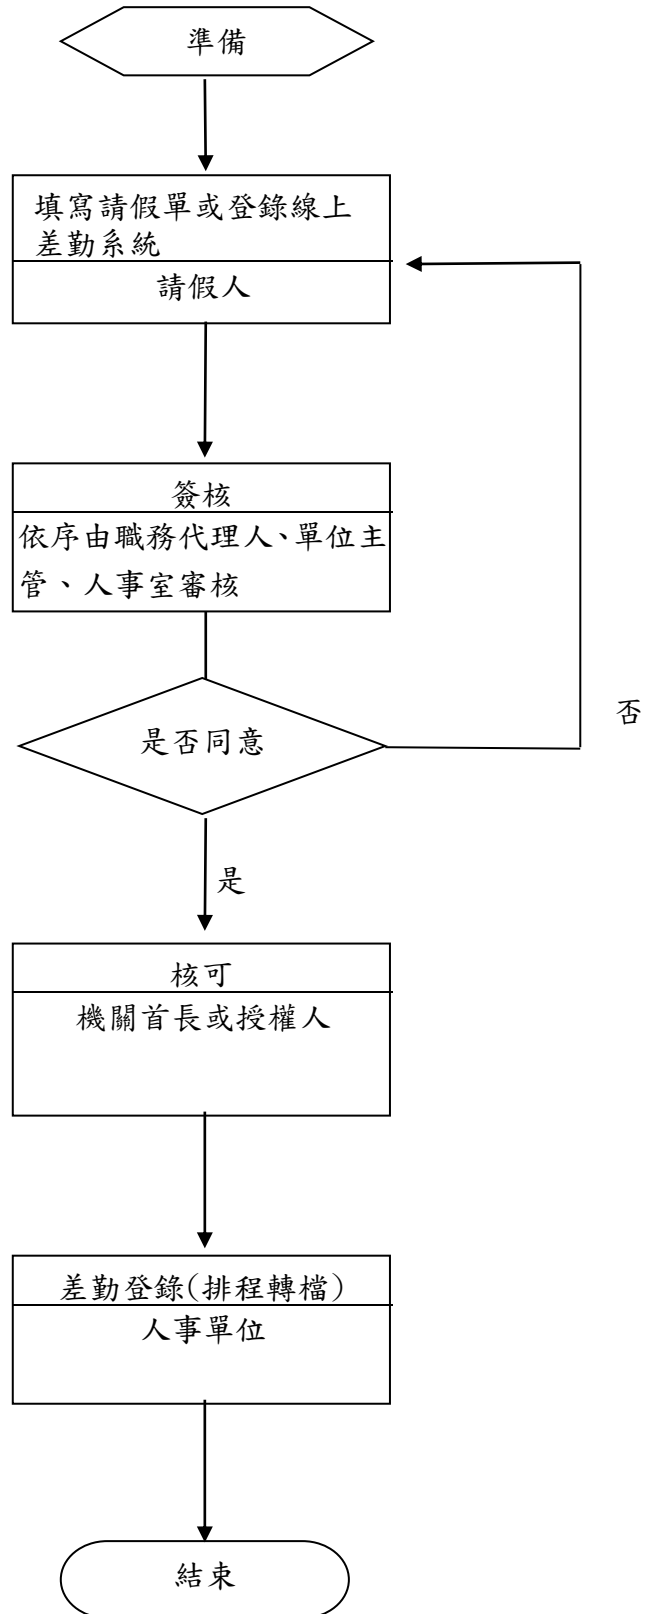 準備
填寫請假單或登錄線上
差勤系統
請假人
簽核
依序由職務代理人、單位主
管、人事室審核
是否同意
否
是
核可
機關首長或授權人
差勤登錄(排程轉檔)
人事單位
結束